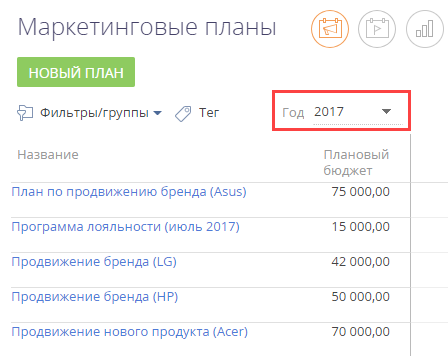 Маркетинговые планы
НОВЫЙ ПЛАН
Фильтры/группы Тег Год 2017
Название Плановый
бюджет
План по продвижению бренда (Asus) 75 000,00
Программа лояльности (июль 2017) 15 000,00
Продвижение бренда (LG) 42 000,00
Продвижение бренда (HP) 50 000,00
Продвижение нового продукта (Acer) 70 000,00